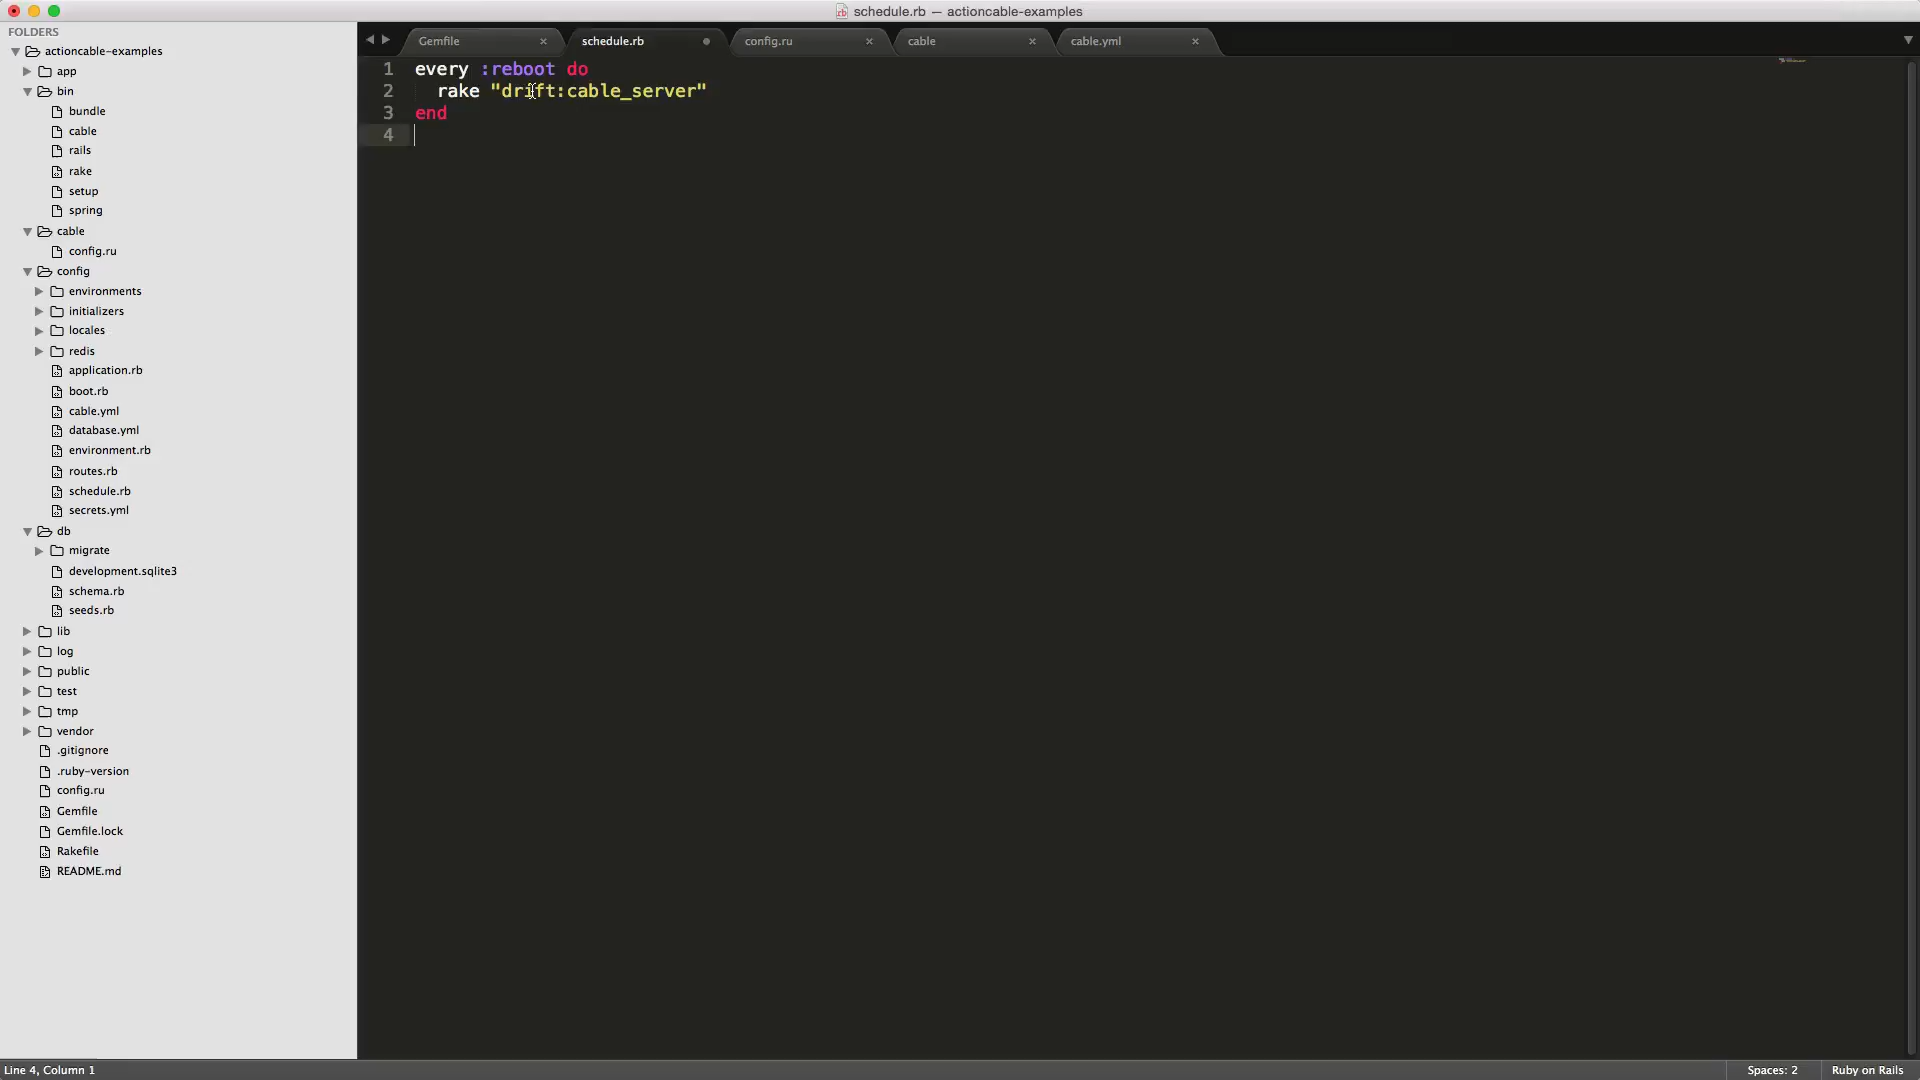 schedule.rb — actioncable-examples
FOLDERS
actioncable-examples
app
bin
bundle
cable
rails
rake
setup
spring
cable
config.ru
config
environments
initializers
locales
redis
application.rb
boot.rb
cable.yml
database.yml
environment.rb
routes.rb
schedule.rb
secrets.yml
db
migrate
development.sqlite3
schema.rb
seeds.rb
lib
log
public
test
tmp
vendor
.gitignore
.ruby-version
config.ru
Gemfile
Gemfile.lock
Rakefile
README.md
Gemfile
schedule.rb
config.ru
cable
cable.yml
1 every :reboot do
2 rake "drift:cable_server"
3 end
4
Line 4, Column 1
Spaces: 2
Ruby on Rails